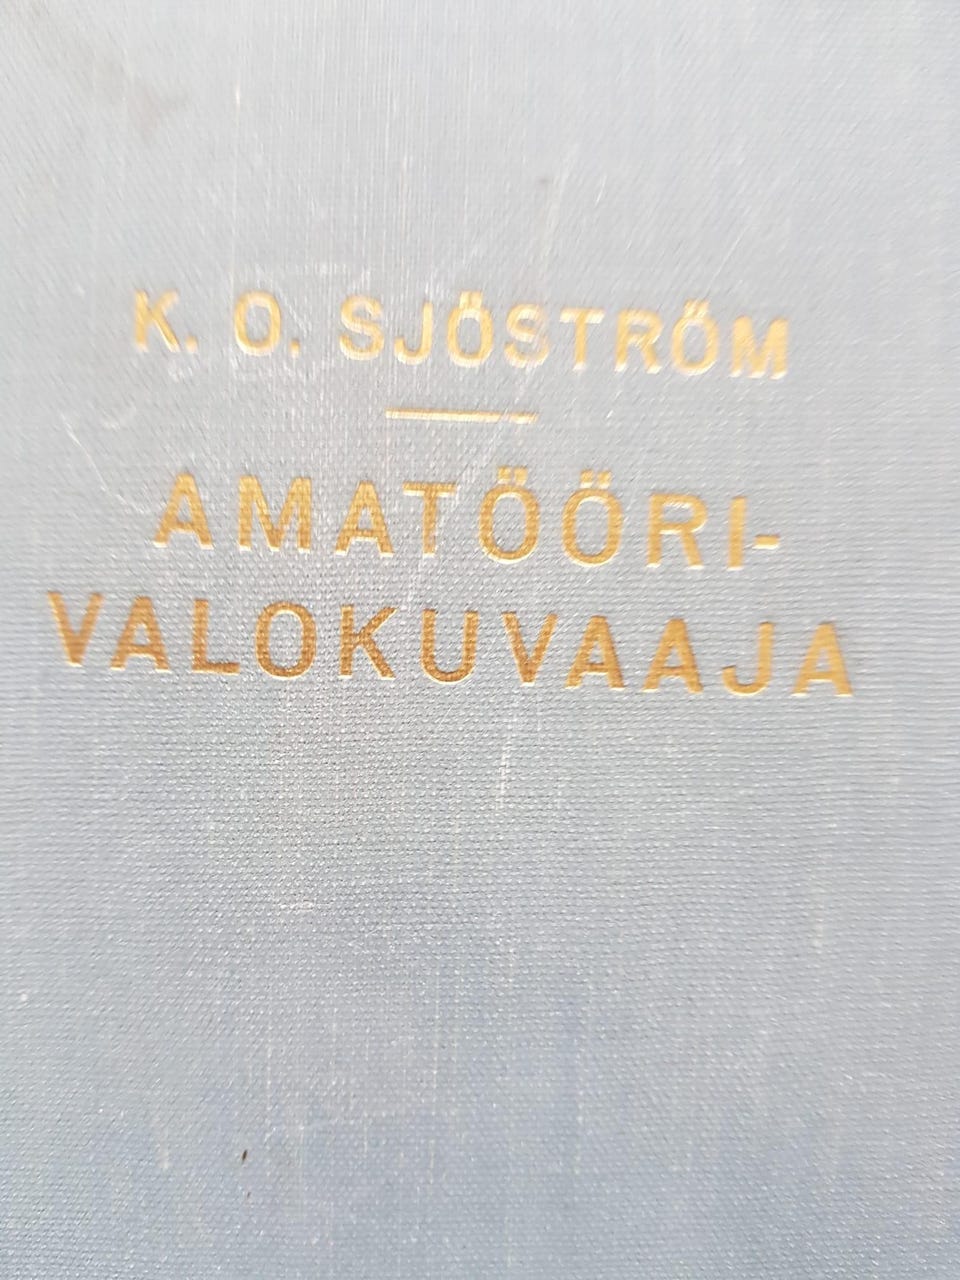 K. O. SJÖSTRÖM
AMATÖÖRI-
VALOKUVAAJA